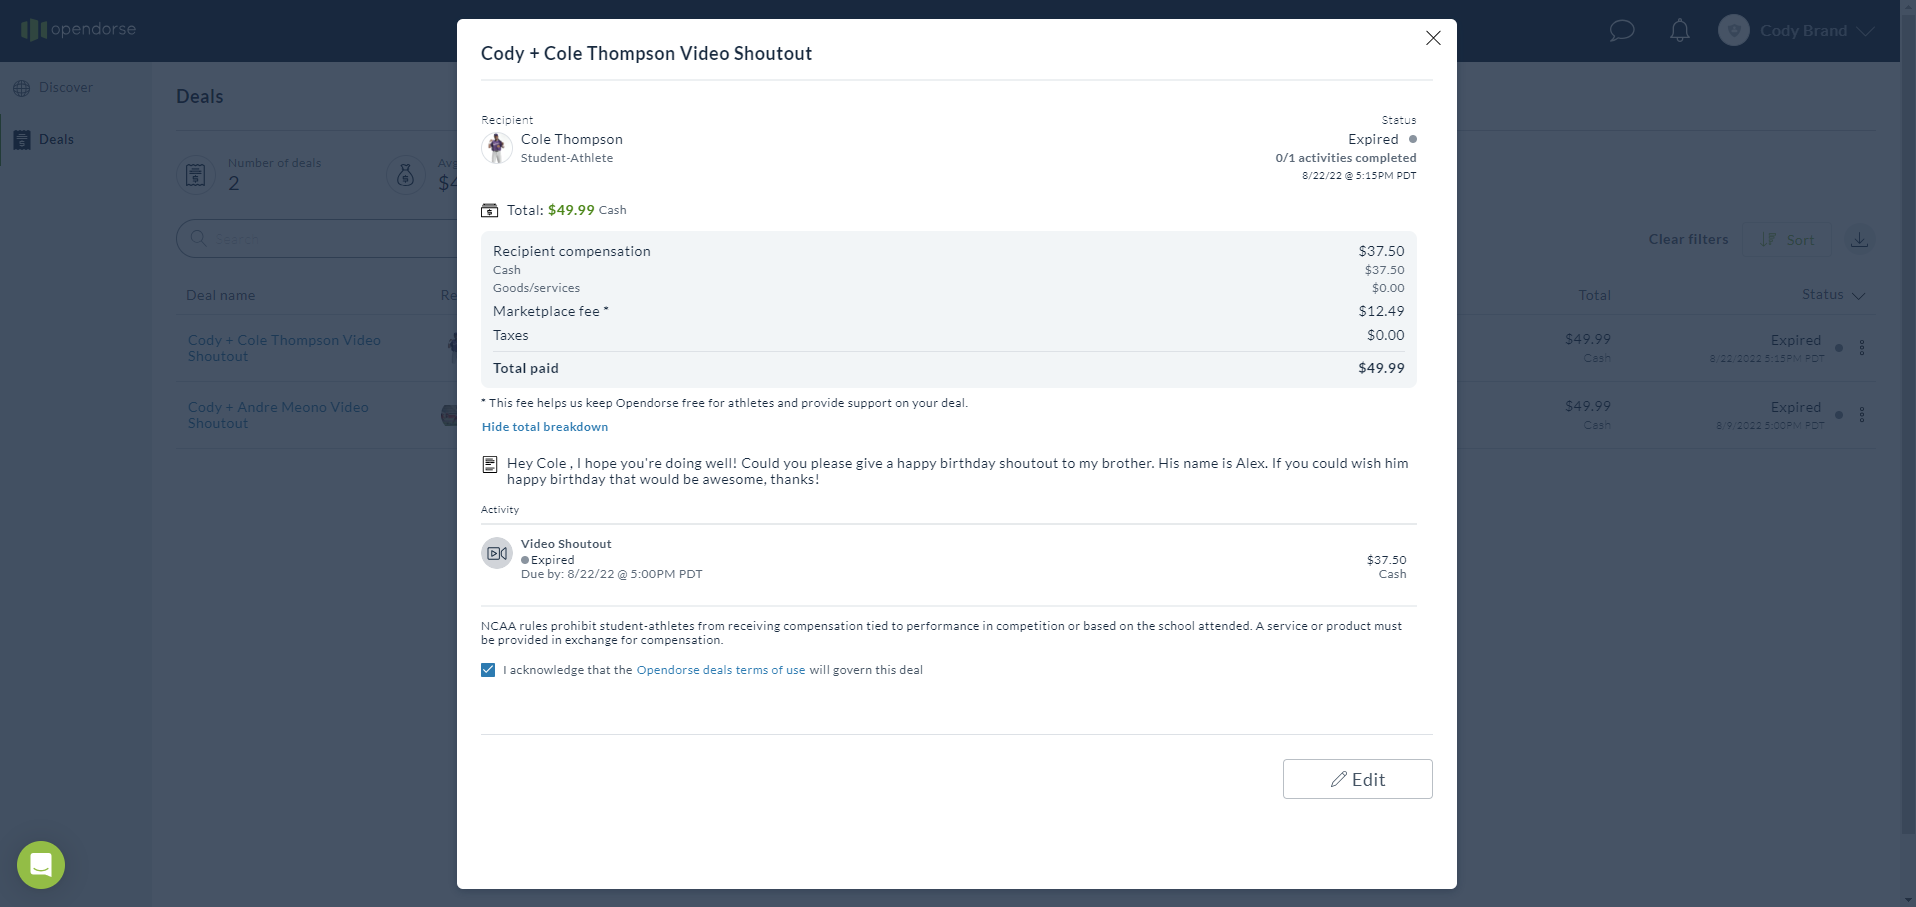 opendorse
Cody Brand
Discover
Deals
Deals
Number of deals
2
Avg
$4
Search
Clear filters
Sort
Deal name
Re
Total
Status
Cody + Cole Thompson Video
Shoutout
$49.99
Cash
Expired
8/22/2022 5:15PM PDT
Cody + Andre Meono Video
Shoutout
$49.99
Cash
Expired
8/9/2022 5:00PM PDT
Cody + Cole Thompson Video Shoutout
Recipient
Cole Thompson
Student-Athlete
Status
Expired
0/1 activities completed
8/22/22 @ 5:15PM PDT
Total: $49.99 Cash
Recipient compensation $37.50
Cash $37.50
Goods/services $0.00
Marketplace fee * $12.49
Taxes $0.00
Total paid $49.99
* This fee helps us keep Opendorse free for athletes and provide support on your deal.
Hide total breakdown
Hey Cole , I hope you're doing well! Could you please give a happy birthday shoutout to my brother. His name is Alex. If you could wish him
happy birthday that would be awesome, thanks!
Activity
Video Shoutout
Expired $37.50
Due by: 8/22/22 @ 5:00PM PDT Cash
NCAA rules prohibit student-athletes from receiving compensation tied to performance in competition or based on the school attended. A service or product must
be provided in exchange for compensation.
I acknowledge that the Opendorse deals terms of use will govern this deal
Edit